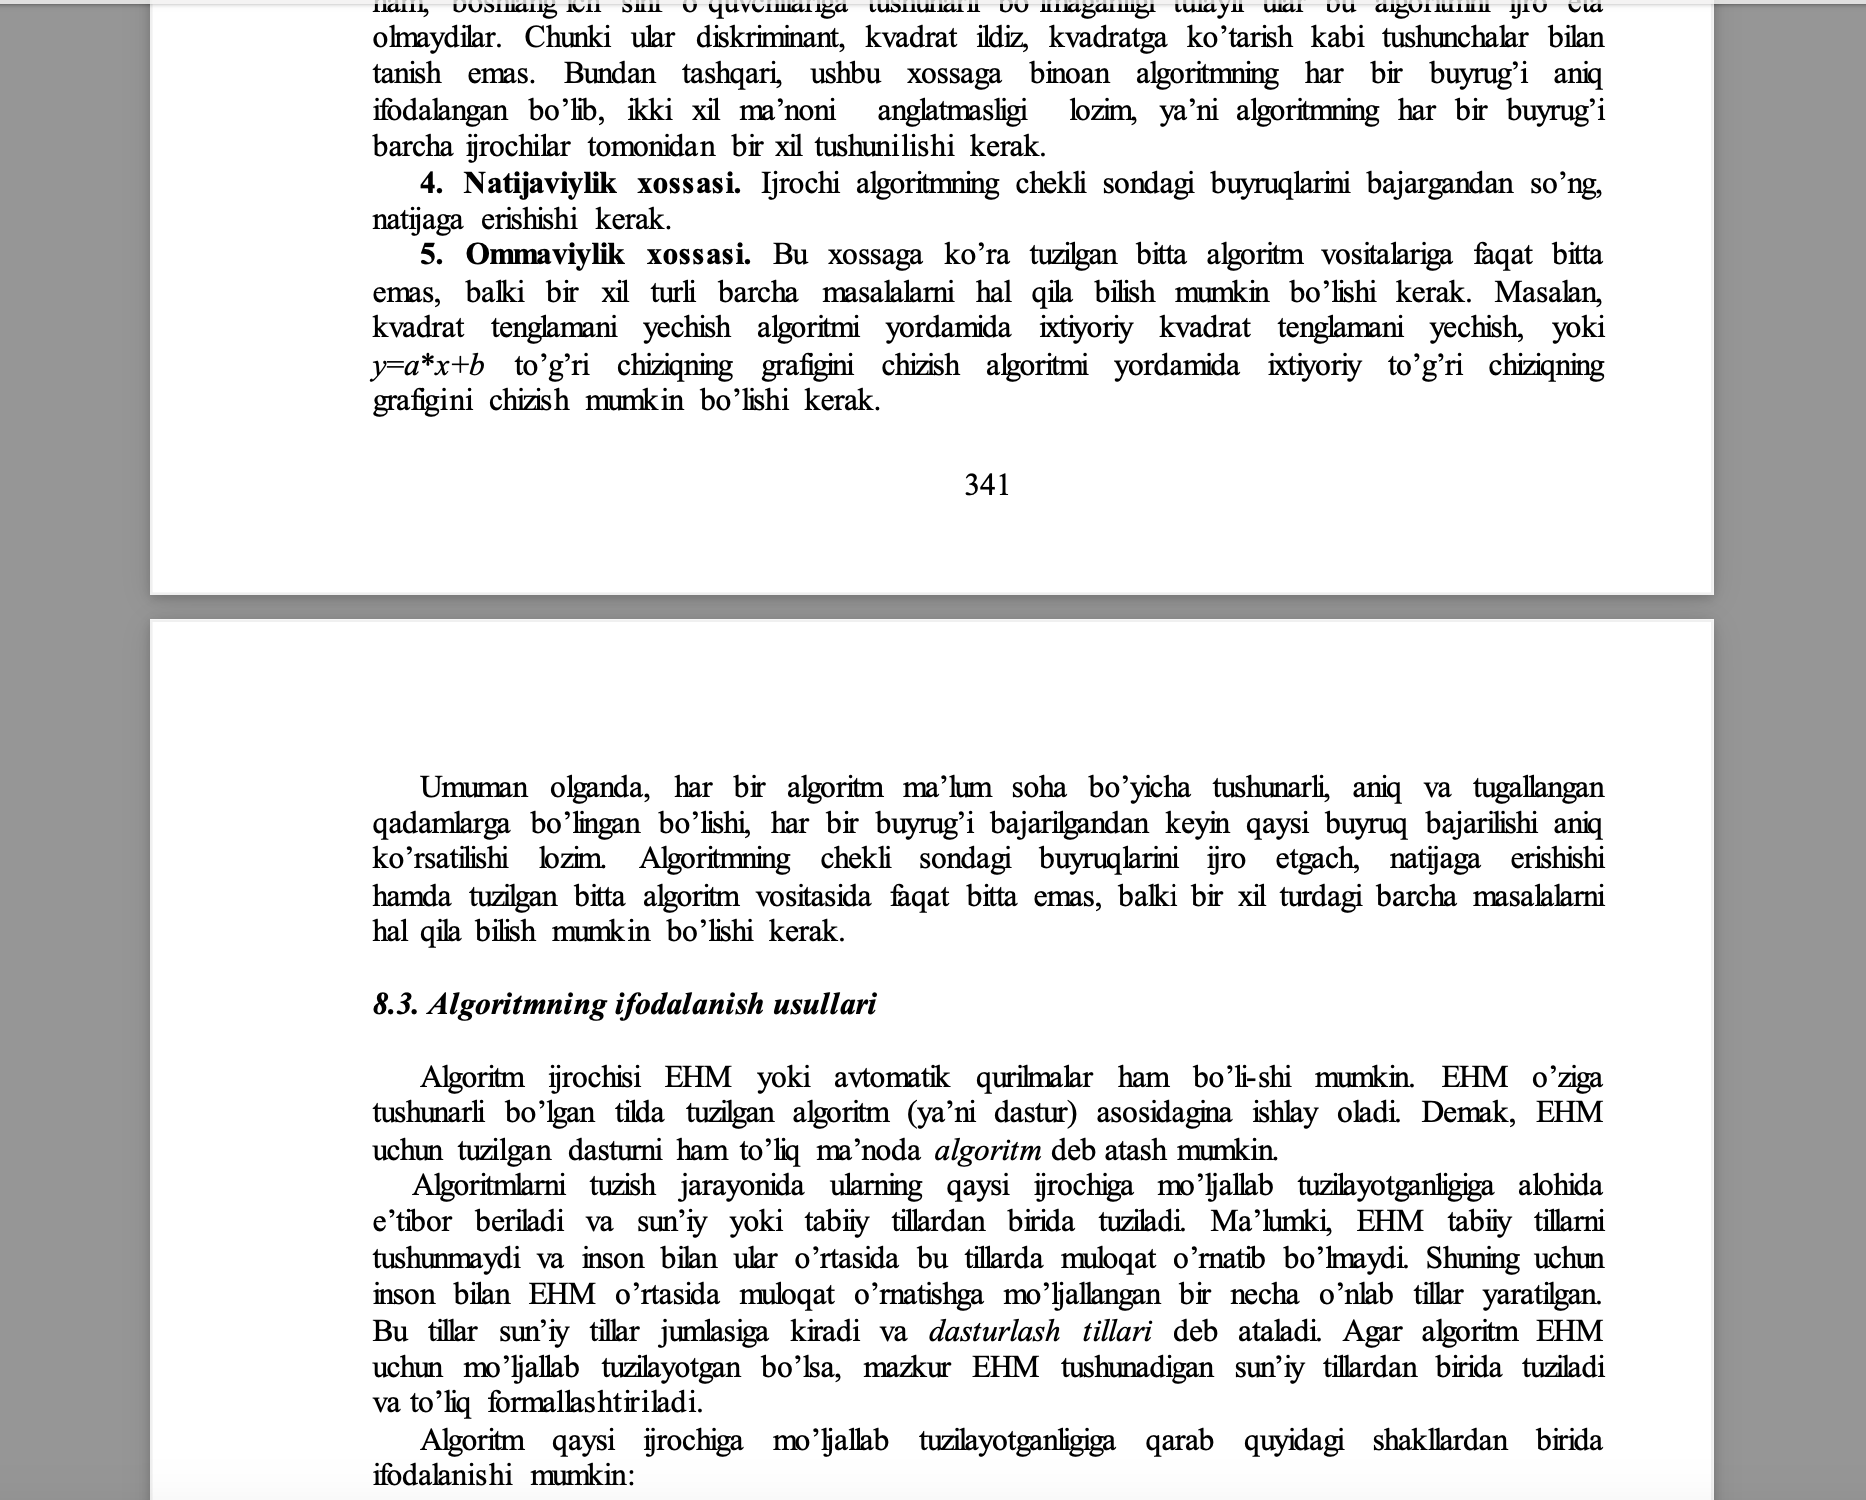 olmaydilar. Chunki ular diskriminant, kvadrat ildiz, kvadratga ko’tarish kabi tushunchalar bilan
tanish emas. Bundan tashqari, ushbu xossaga binoan algoritmning har bir buyrug’i aniq
ifodalangan bo’lib, ikki xil ma’noni anglatmasligi lozim, ya’ni algoritmning har bir buyrug’i
barcha ijrochilar tomonidan bir xil tushunilishi kerak.
4. Natijaviylik xossasi. Ijrochi algoritmning chekli sondagi buyruqlarini bajargandan so’ng,
natijaga erishishi kerak.
5. Ommaviylik xossasi. Bu xossaga ko’ra tuzilgan bitta algoritm vositalariga faqat bitta
emas, balki bir xil turli barcha masalalarni hal qila bilish mumkin bo’lishi kerak. Masalan,
kvadrat tenglamani yechish algoritmi yordamida ixtiyoriy kvadrat tenglamani yechish, yoki
y=a*x+b to’g’ri chiziqning grafigini chizish algoritmi yordamida ixtiyoriy to’g’ri chiziqning
grafigini chizish mumkin bo’lishi kerak.
341
Umuman olganda, har bir algoritm ma’lum soha bo’yicha tushunarli, aniq va tugallangan
qadamlarga bo’lingan bo’lishi, har bir buyrug’i bajarilgandan keyin qaysi buyruq bajarilishi aniq
ko’rsatilishi lozim. Algoritmning chekli sondagi buyruqlarini ijro etgach, natijaga erishishi
hamda tuzilgan bitta algoritm vositasida faqat bitta emas, balki bir xil turdagi barcha masalalarni
hal qila bilish mumkin bo’lishi kerak.
8.3. Algoritmning ifodalanish usullari
Algoritm ijrochisi EHM yoki avtomatik qurilmalar ham bo’li-shi mumkin. EHM o’ziga
tushunarli bo’lgan tilda tuzilgan algoritm (ya’ni dastur) asosidagina ishlay oladi. Demak, EHM
uchun tuzilgan dasturni ham to’liq ma’noda algoritm deb atash mumkin.
Algoritmlarni tuzish jarayonida ularning qaysi ijrochiga mo’ljallab tuzilayotganligiga alohida
e’tibor beriladi va sun’iy yoki tabiiy tillardan birida tuziladi. Ma’lumki, EHM tabiiy tillarni
tushunmaydi va inson bilan ular o’rtasida bu tillarda muloqat o’rnatib bo’lmaydi. Shuning uchun
inson bilan EHM o’rtasida muloqat o’rnatishga mo’ljallangan bir necha o’nlab tillar yaratilgan.
Bu tillar sun’iy tillar jumlasiga kiradi va dasturlash tillari deb ataladi. Agar algoritm EHM
uchun mo’ljallab tuzilayotgan bo’lsa, mazkur EHM tushunadigan sun’iy tillardan birida tuziladi
va to’liq formallashtiriladi.
Algoritm qaysi ijrochiga mo’ljallab tuzilayotganligiga qarab quyidagi shakllardan birida
ifodalanishi mumkin: